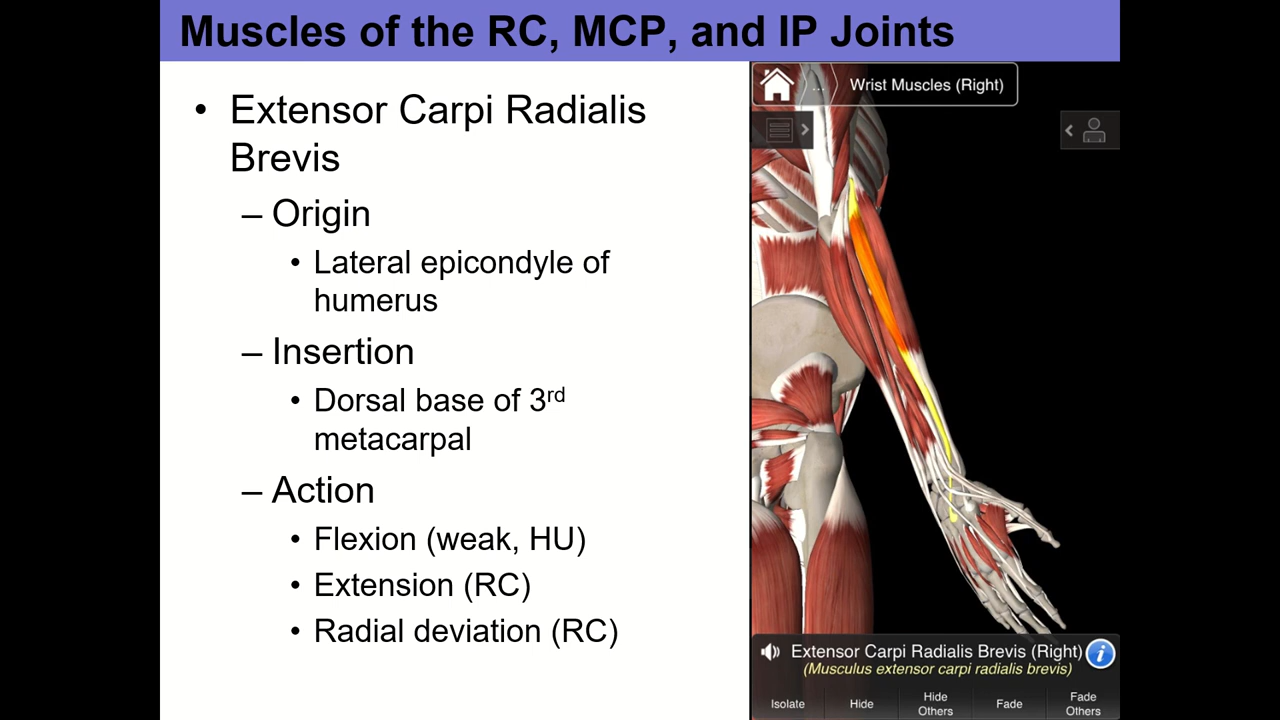 Muscles of the RC, MCP, and IP Joints
• Extensor Carpi Radialis
Brevis
– Origin
• Lateral epicondyle of
humerus
– Insertion
• Dorsal base of 3rd
metacarpal
– Action
• Flexion (weak, HU)
• Extension (RC)
• Radial deviation (RC)
... Wrist Muscles (Right)
Extensor Carpi Radialis Brevis (Right) i
(Musculus extensor carpi radialis brevis)
Isolate Hide Hide Others Fade Fade Others